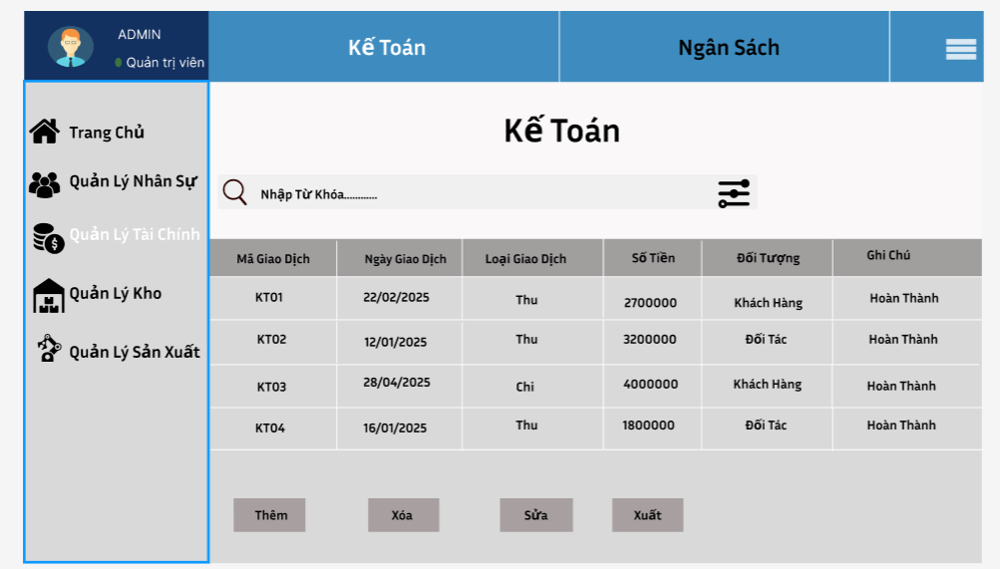 ADMIN
Quản trị viên
Kế Toán
Ngân Sách
Trang Chủ
Quản Lý Nhân Sự
Quản Lý Tài Chính
Quản Lý Kho
Quản Lý Sản Xuất
Kế Toán
Nhập Từ Khóa............
Mã Giao Dịch Ngày Giao Dịch Loại Giao Dịch Số Tiền Đối Tượng Ghi Chú
KT01 22/02/2025 Thu 2700000 Khách Hàng Hoàn Thành
KT02 12/01/2025 Thu 3200000 Đối Tác Hoàn Thành
KT03 28/04/2025 Chi 4000000 Khách Hàng Hoàn Thành
KT04 16/01/2025 Thu 1800000 Đối Tác Hoàn Thành
Thêm Xóa Sửa Xuất